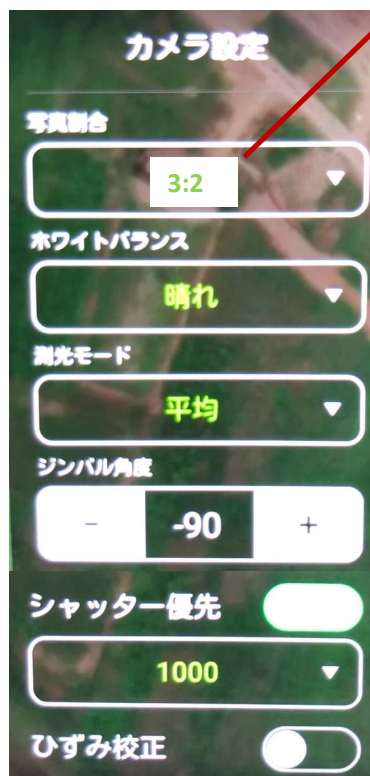 カメラ設定
写真割合
3:2
ホワイトバランス
晴れ
測光モード
平均
ジンバル角度
- -90 +
シャッター優先
1000
ひずみ校正